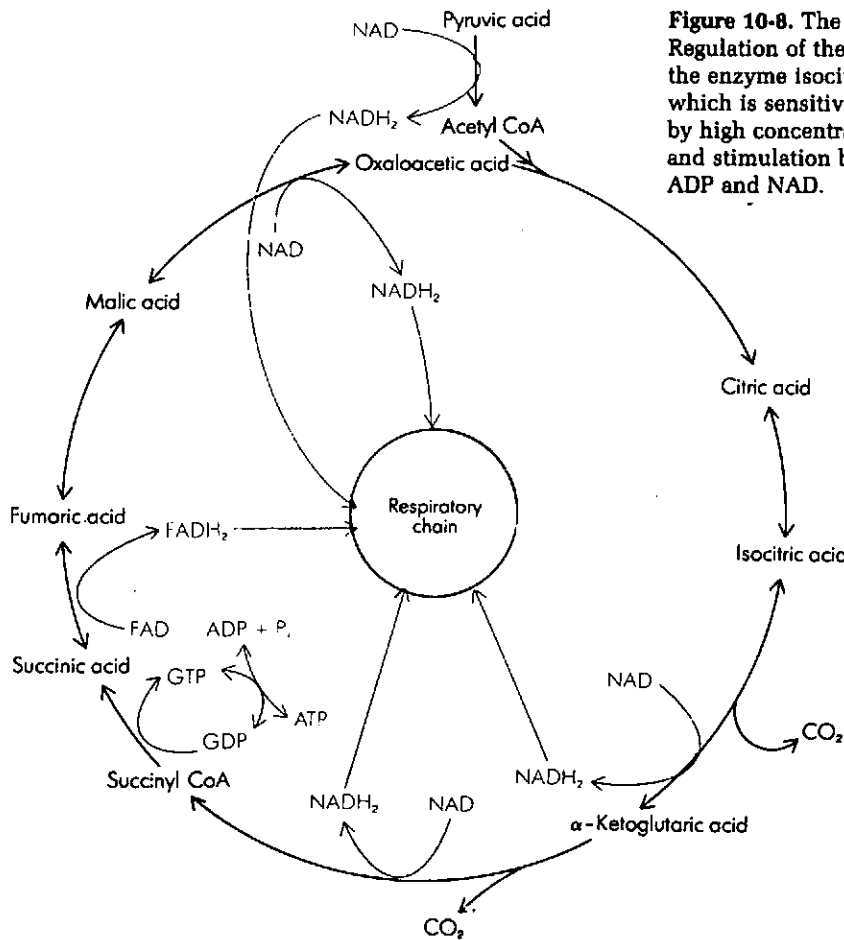 Figure 10-8. The
Regulation of the
the enzyme isoci
which is sensitiv
by high concentra
and stimulation b
ADP and NAD.
Pyruvic acid
NAD
NADH₂
Acetyl CoA
Oxaloacetic acid
NAD
NADH₂
Malic acid
Citric acid
Respiratory
chain
Fumaric acid
FADH₂
Isocitric acid
FAD
ADP + P
Succinic acid
GTP
NAD
ATP
GDP
CO₂
Succinyl CoA
NADH₂
NADH₂
NAD
α-Ketoglutaric acid
CO₂